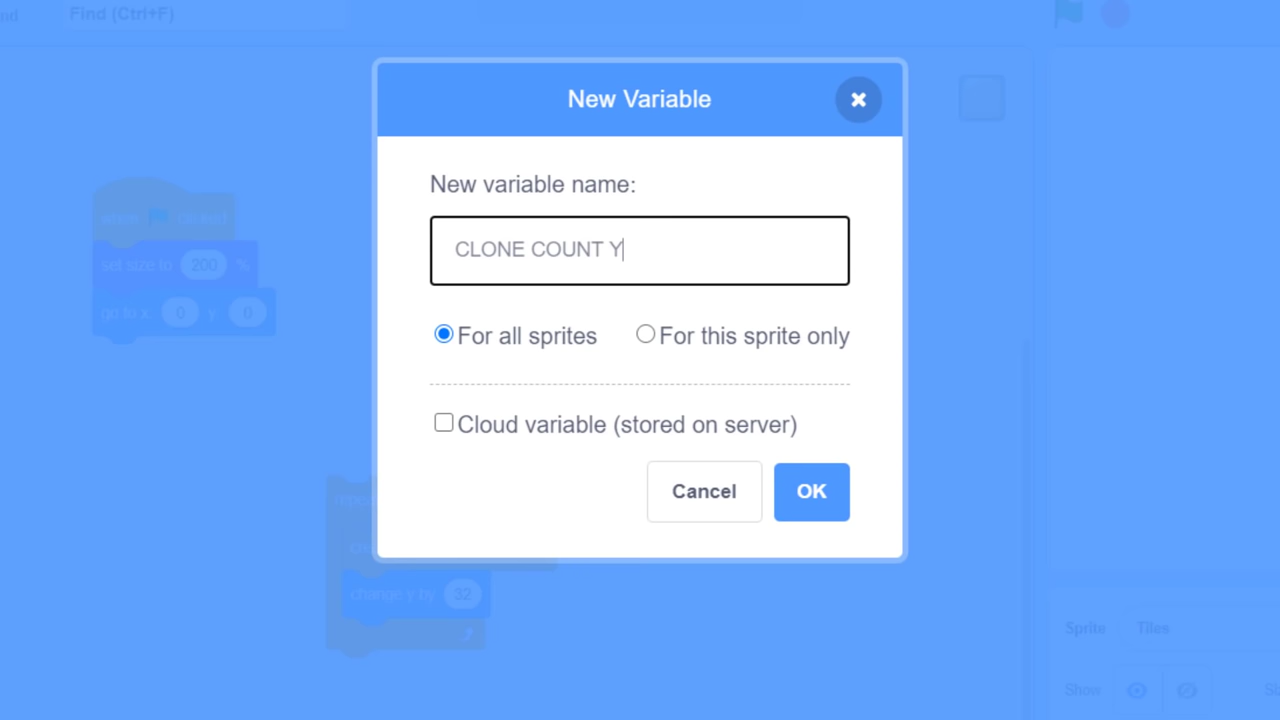 Find (Ctrl+F)
New Variable
New variable name:
CLONE COUNT Y
set size to 200 %
go to x: 0 y: 0
For all sprites For this sprite only
Cloud variable (stored on server)
Cancel OK
change y by 32
Sprite Tiles
Show